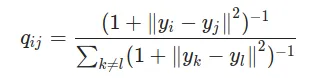 q_{ij} = \frac{(1 + \|y_i - y_j\|^2)^{-1}}{\sum_{k \neq l} (1 + \|y_k - y_l\|^2)^{-1}}